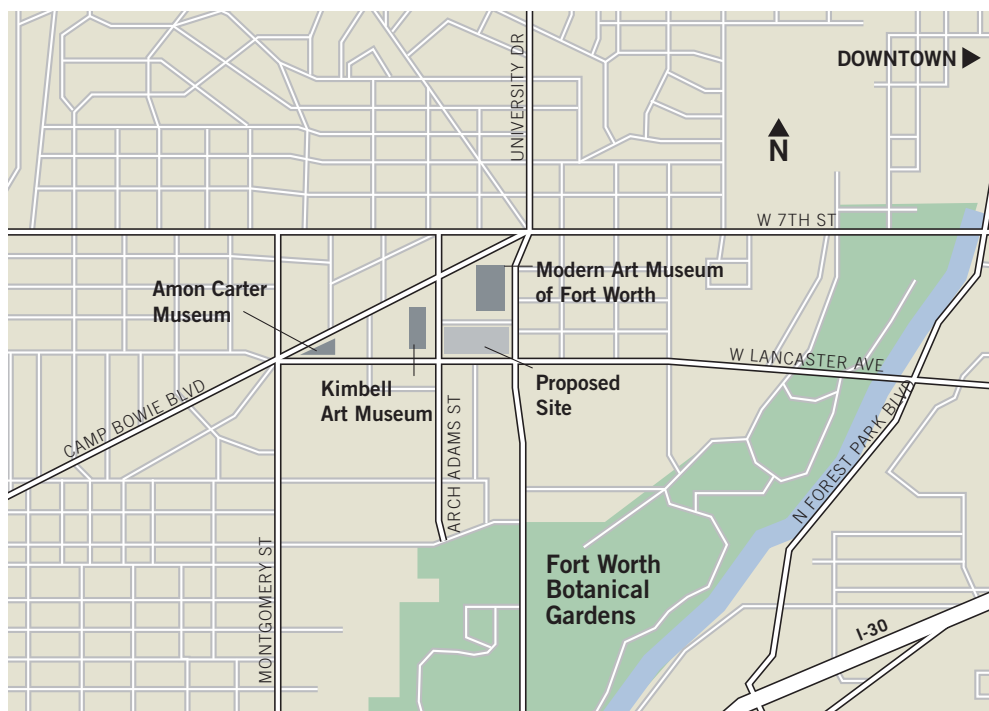 UNIVERSITY DR
DOWNTOWN
N
W 7TH ST
Modern Art Museum
of Fort Worth
Amon Carter
Museum
W LANCASTER AVE
Kimbell
Art Museum
Proposed
Site
CAMP BOWIE BLVD
ARCH ADAMS ST
N FOREST PARK BLVD
MONTGOMERY ST
Fort Worth
Botanical
Gardens
I-30